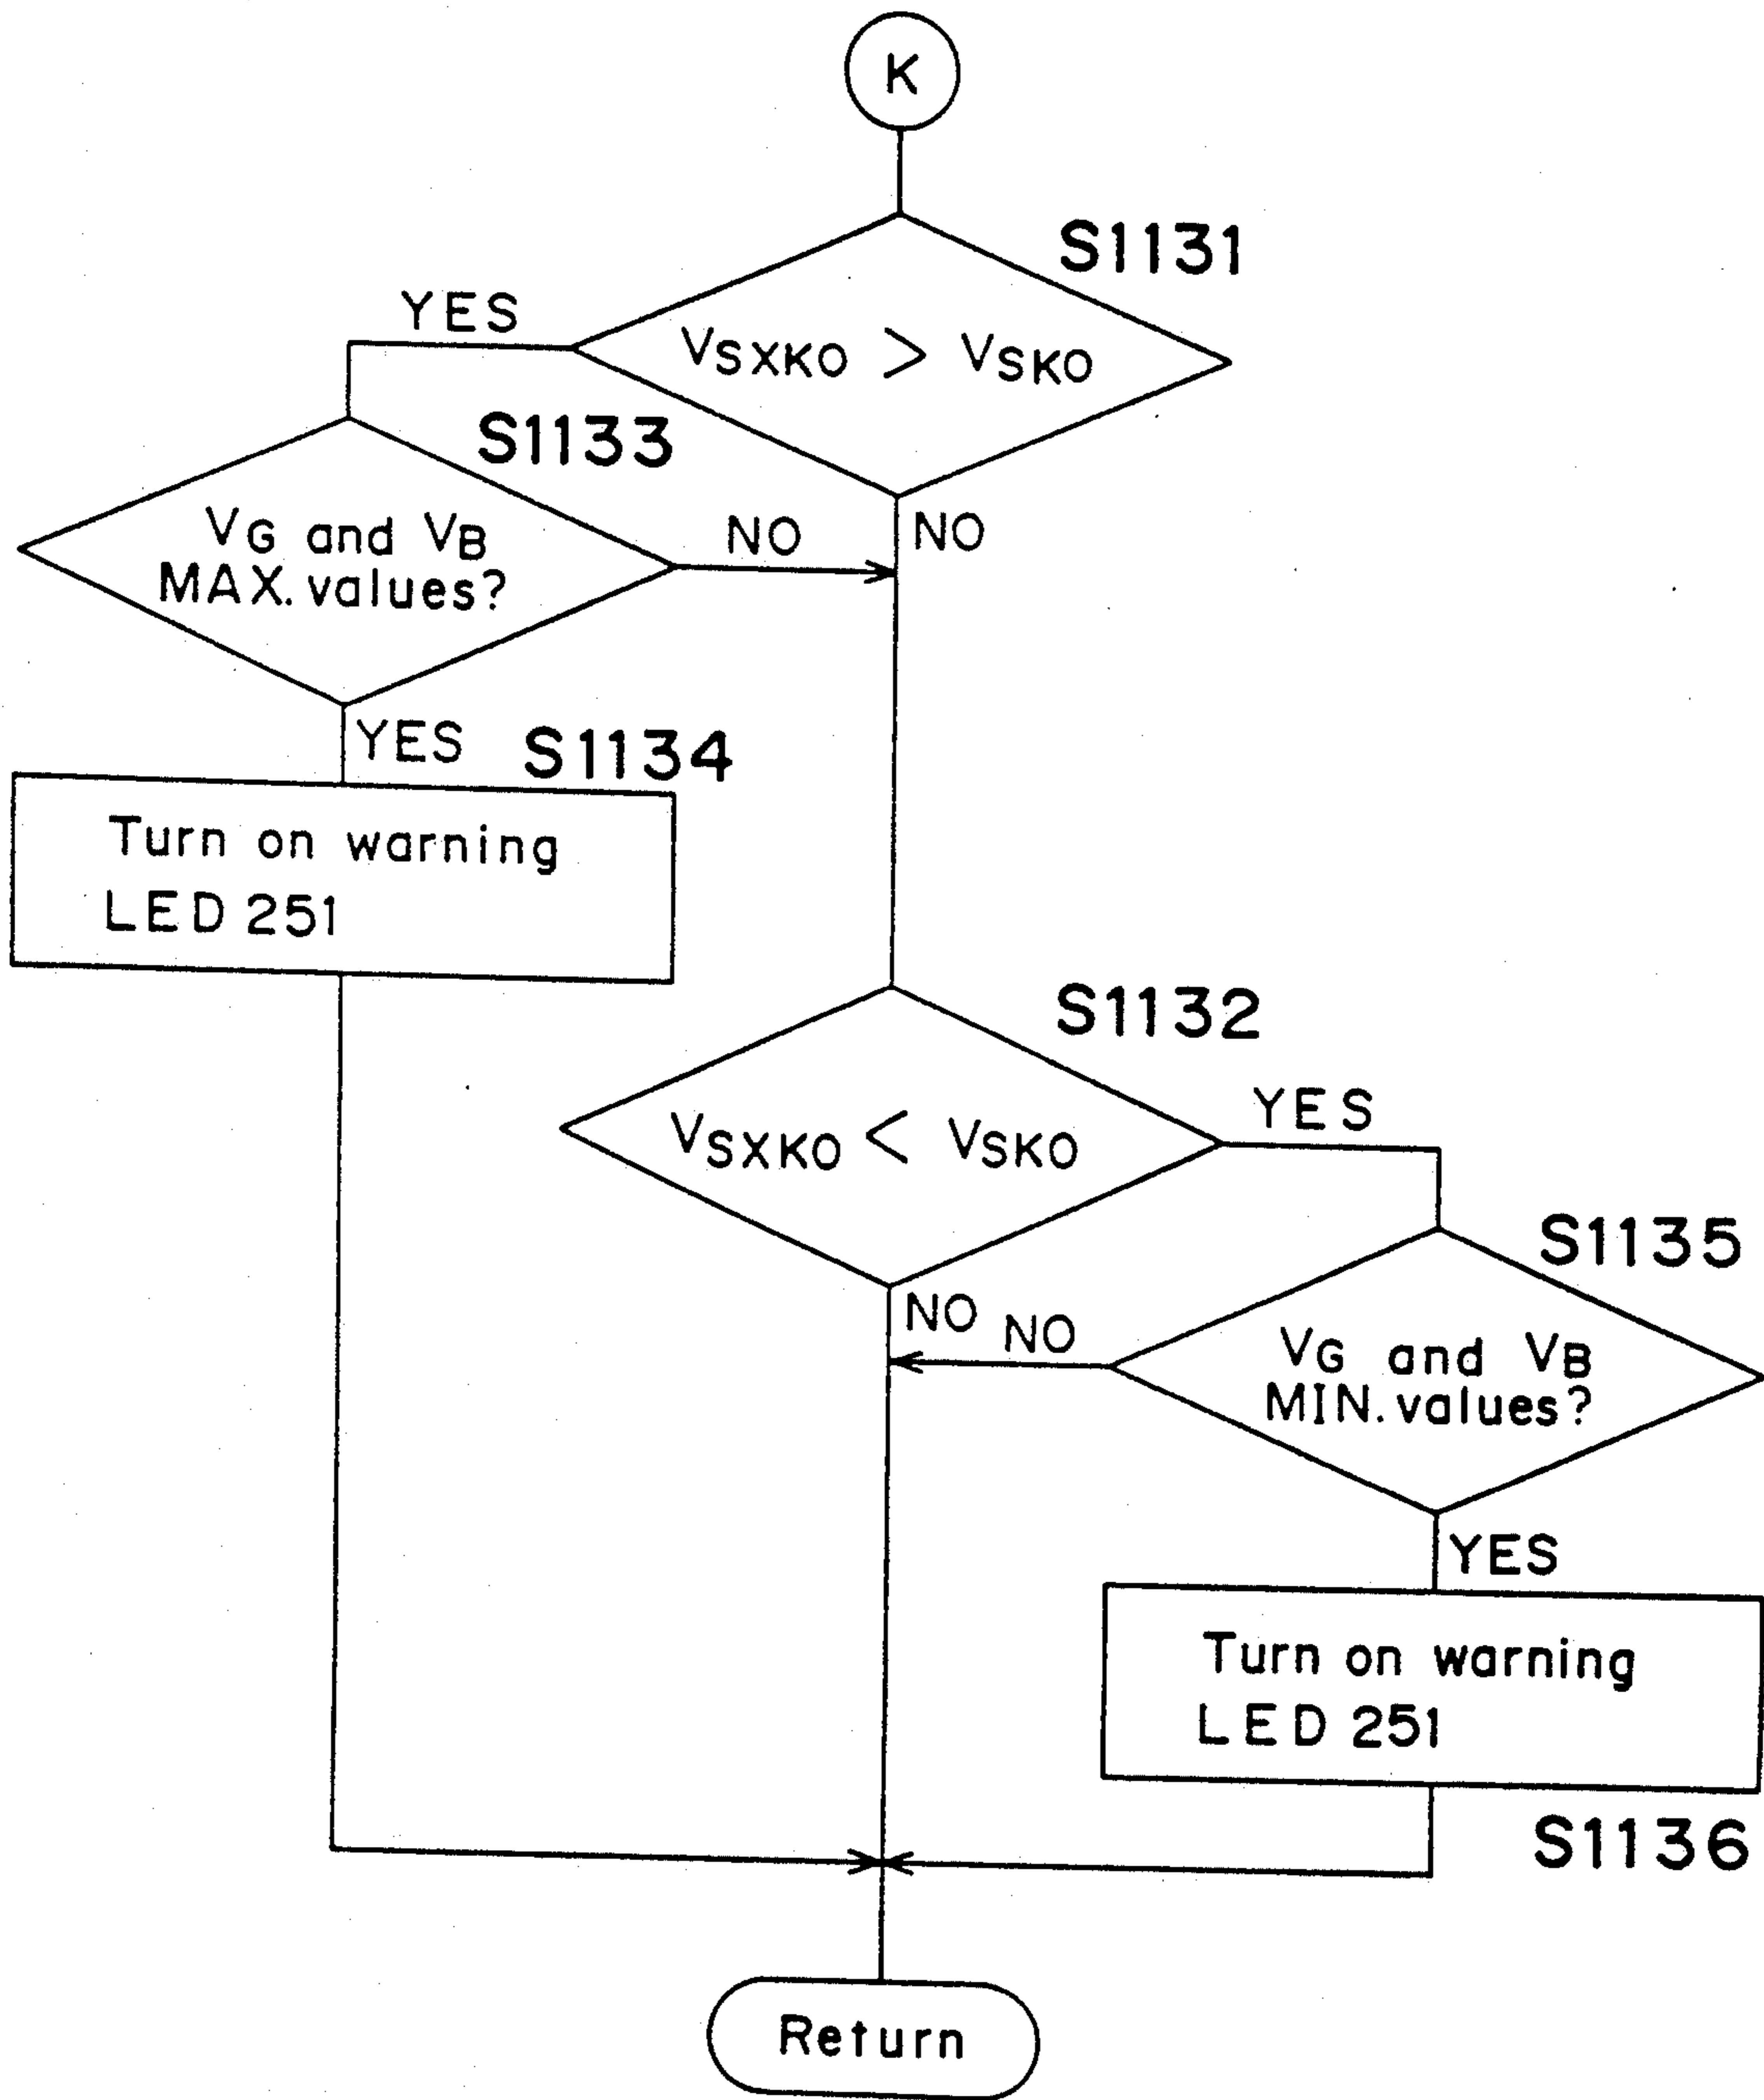 K
S1131
YES
VSXKO > VSKO
S1133
VG and VB
MAX. values?
NO
NO
YES
S1134
Turn on warning
LED 251
S1132
VSXKO < VSKO
YES
S1135
NO
NO
VG and VB
MIN. values?
YES
Turn on warning
LED 251
S1136
Return